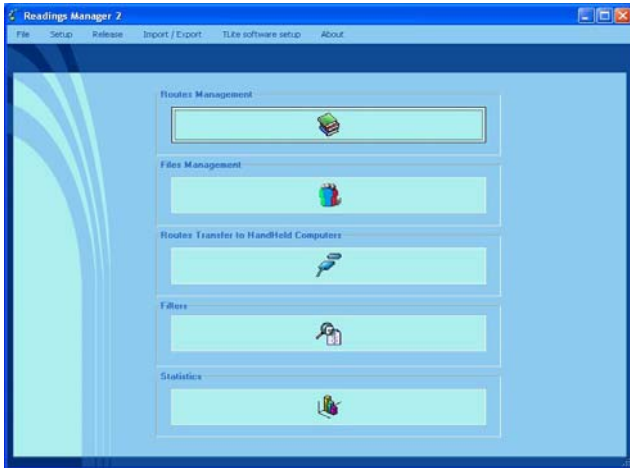 Readings Manager 2
File Setup Release Import / Export TLite software setup About
Routes Management
Files Management
Routes Transfer to HandHeld Computers
Filters
Statistics